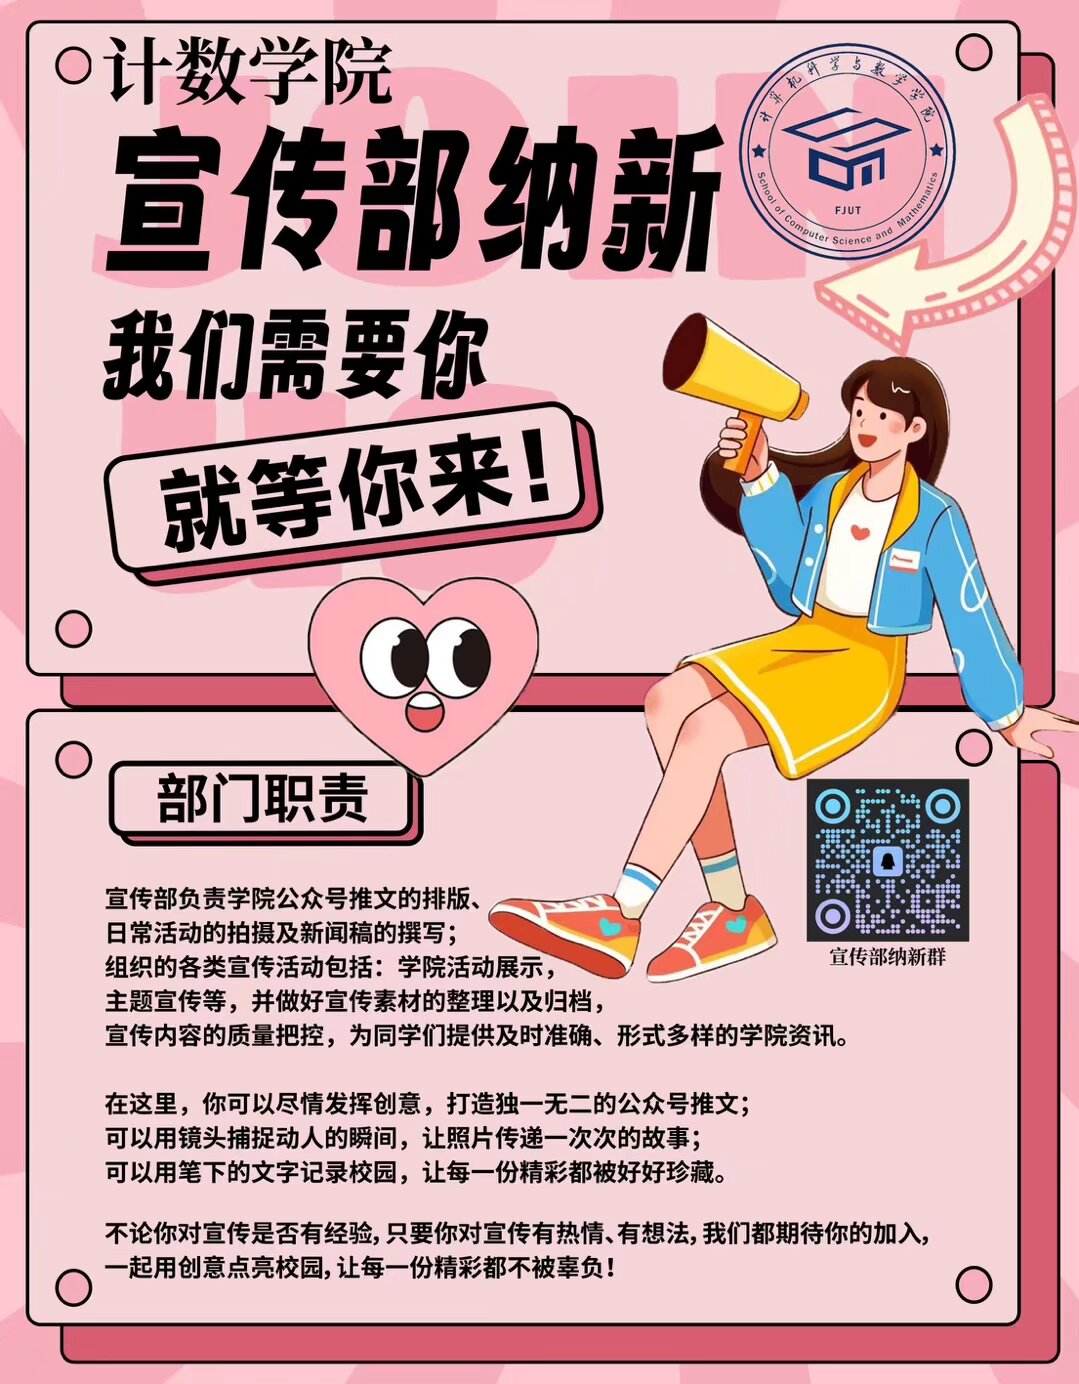 计数学院
JOIN
宣传部纳新
计算机科学与数学学院
FJUT
School of Computer Science and Mathematics
我们需要你
us
就等你来！
部门职责
宣传部负责学院公众号推文的排版、
日常活动的拍摄及新闻稿的撰写；
组织的各类宣传活动包括：学院活动展示，
主题宣传等，并做好宣传素材的整理以及归档，
宣传内容的质量把控，为同学们提供及时准确、形式多样的学院资讯。
宣传部纳新群
在这里，你可以尽情发挥创意，打造独一无二的公众号推文；
可以用镜头捕捉动人的瞬间，让照片传递一次次的故事；
可以用笔下的文字记录校园，让每一份精彩都被好好珍藏。
不论你对宣传是否有经验，只要你对宣传有热情、有想法，我们都期待你的加入，
一起用创意点亮校园，让每一份精彩都不被辜负！